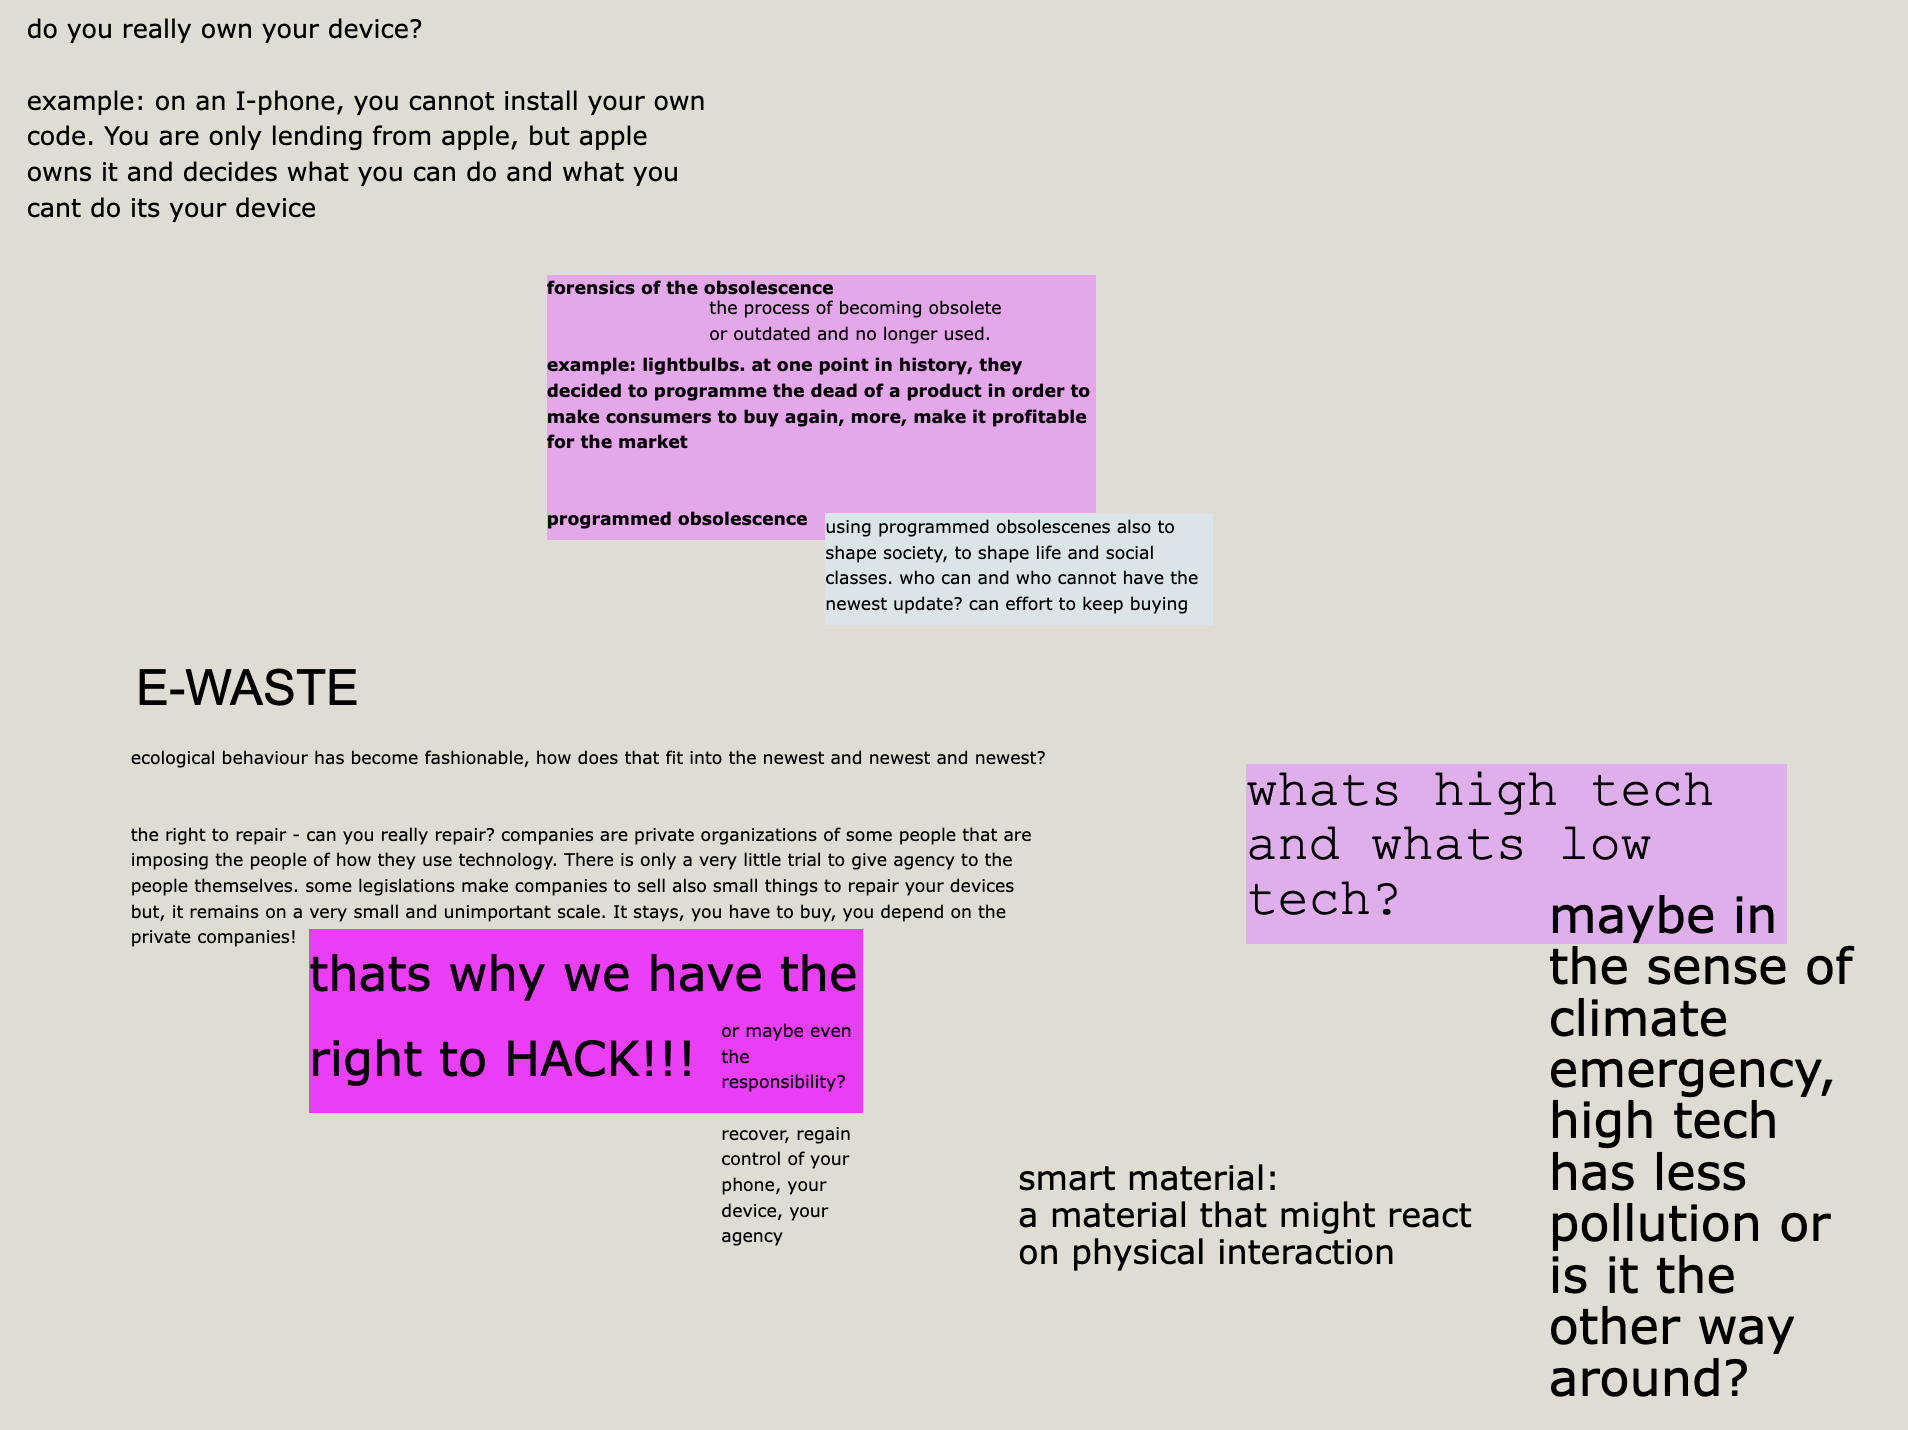 do you really own your device?
example: on an I-phone, you cannot install your own
code. You are only lending from apple, but apple
owns it and decides what you can do and what you
cant do its your device
forensics of the obsolescence
the process of becoming obsolete
or outdated and no longer used.
example: lightbulbs. at one point in history, they
decided to programme the dead of a product in order to
make consumers to buy again, more, make it profitable
for the market
programmed obsolescence
using programmed obsolescenes also to
shape society, to shape life and social
classes. who can and who cannot have the
newest update? can effort to keep buying
E-WASTE
ecological behaviour has become fashionable, how does that fit into the newest and newest and newest?
the right to repair - can you really repair? companies are private organizations of some people that are
imposing the people of how they use technology. There is only a very little trial to give agency to the
people themselves. some legislations make companies to sell also small things to repair your devices
but, it remains on a very small and unimportant scale. It stays, you have to buy, you depend on the
private companies!
thats why we have the
right to HACK!!!
or maybe even
the
responsibility?
recover, regain
control of your
phone, your
device, your
agency
smart material:
a material that might react
on physical interaction
whats high tech
and whats low
tech?
maybe in
the sense of
climate
emergency,
high tech
has less
pollution or
is it the
other way
around?